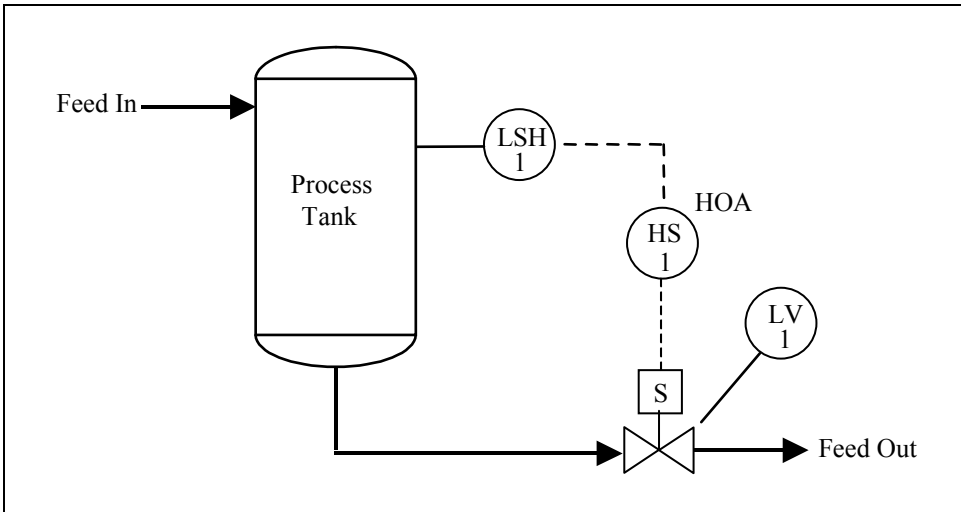 Feed In
Process
Tank
LSH
1
HOA
HS
1
LV
1
S
Feed Out